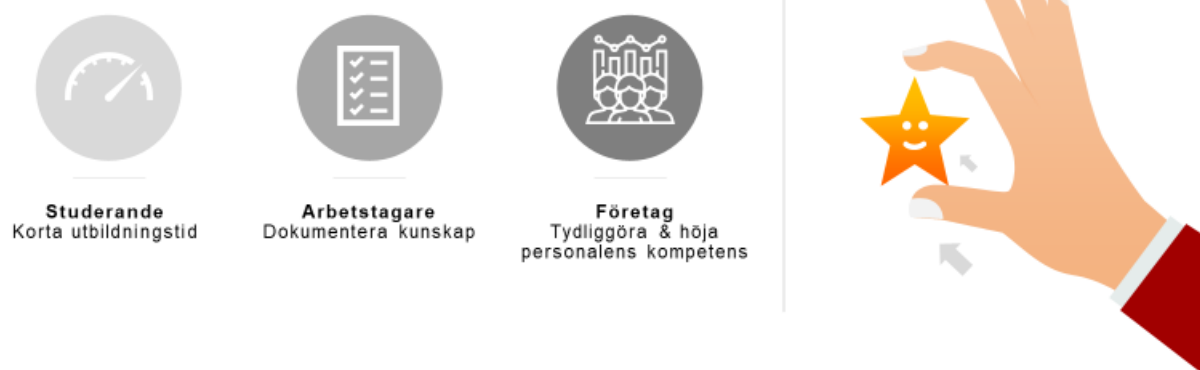 Studerande
Korta utbildningstid
Arbetstagare
Dokumentera kunskap
Företag
Tydliggöra & höja
personalens kompetens